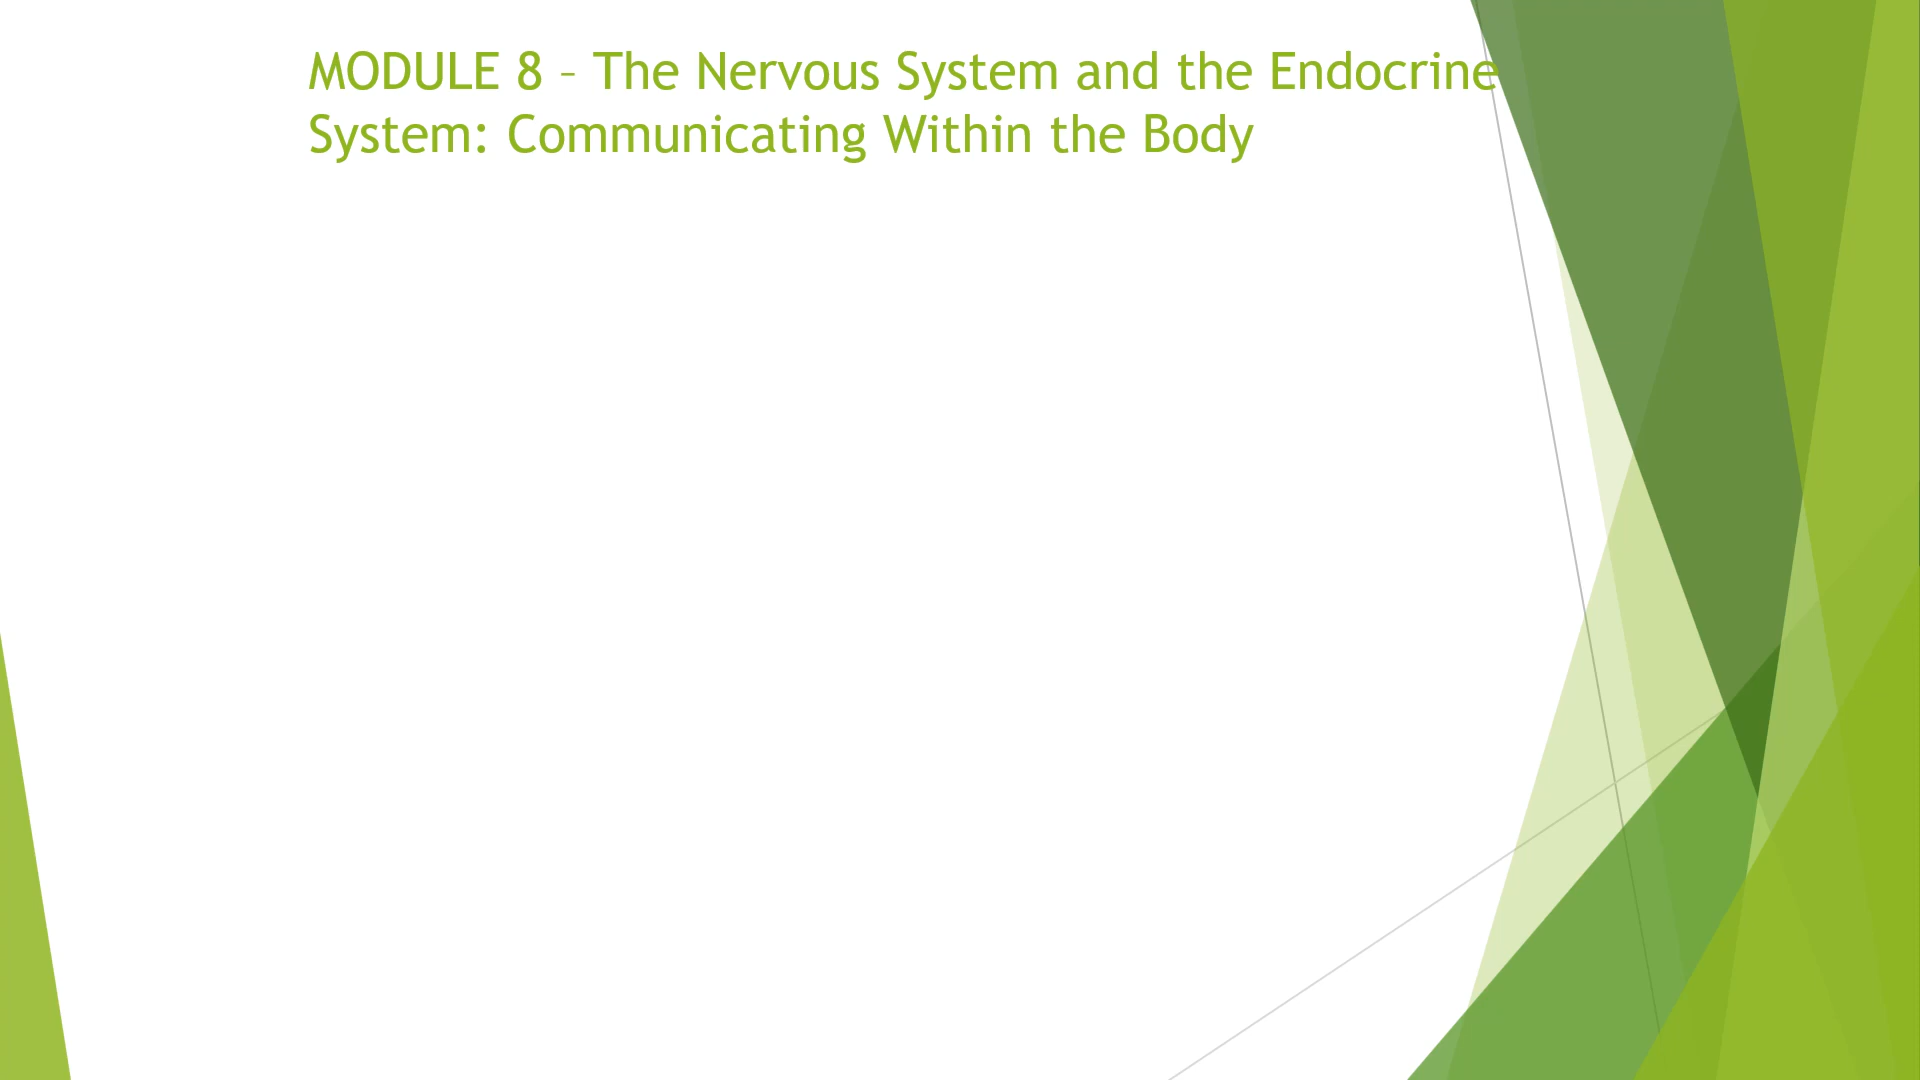 MODULE 8 – The Nervous System and the Endocrine
System: Communicating Within the Body